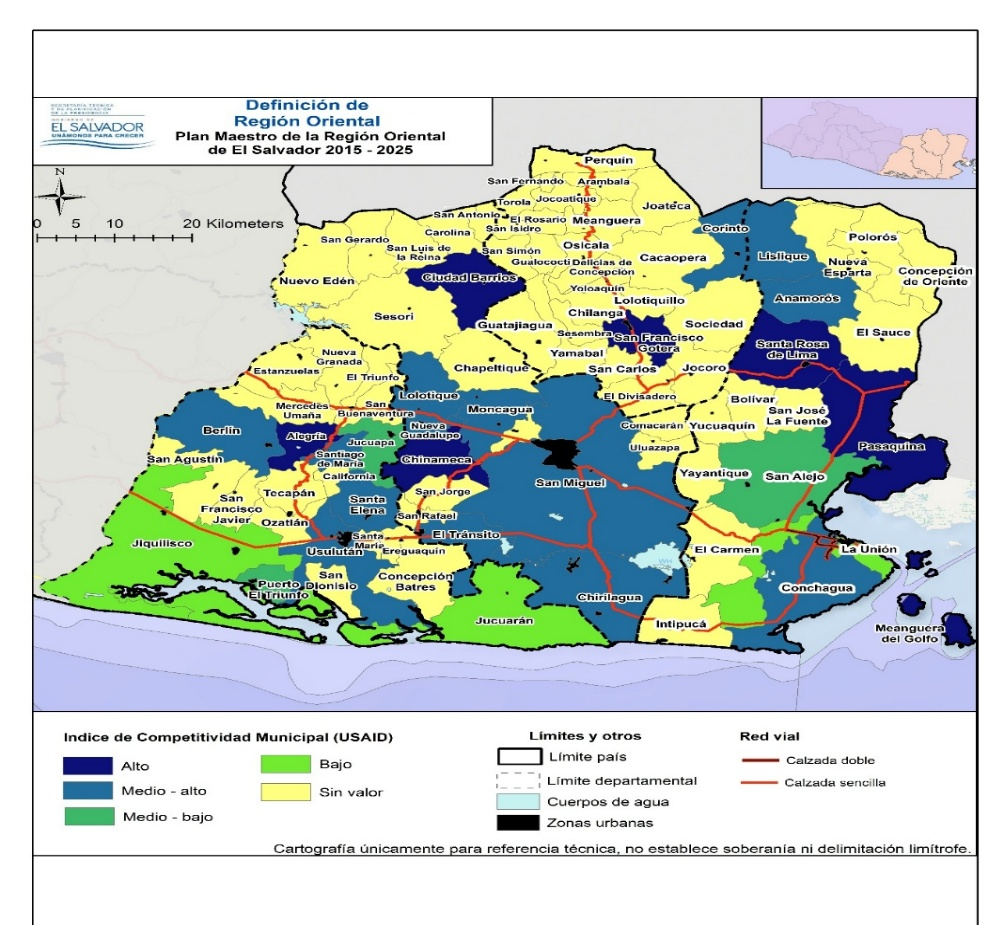 SECRETARÍA TÉCNICA
Y DE PLANIFICACIÓN
DE LA PRESIDENCIA
GOBIERNO DE
EL SALVADOR
UNÁMONOS PARA CRECER
Definición de
Región Oriental
Plan Maestro de la Región Oriental
de El Salvador 2015 - 2025
N
0 5 10 20 Kilometers
Perquín
San Fernando
Arambala
Torola
Jocoatique
Joateca
San Antonio
El Rosario
Meanguera
San Isidro
Carolina
Corinto
San Gerardo
San Luis de
la Reina
San Simón
Osicala
Polorós
Gualococti
Delicias de
Concepción
Cacaopera
Lislique
Nueva
Esparta
Concepción
de Oriente
Nuevo Edén
Ciudad Barrios
Yoloaquín
Lolotiquillo
Anamorós
Sesori
Chilanga
Guatajiagua
Sociedad
El Sauce
Sesembra
San Francisco
Gotera
Santa Rosa
de Lima
Yamabal
Nueva
Granada
Estanzuelas
El Triunfo
Chapeltique
San Carlos
Jocoro
Lolotique
El Divisadero
Bolívar
Mercedes
Umaña
San
Buenaventura
Moncagua
San José
La Fuente
Berlín
Alegría
Jucuapa
Nueva
Guadalupe
Comacarán
Yucuaquín
Uluazapa
Pasaquina
San Agustín
Santiago
de María
Chinameca
California
Yayantique
San Alejo
Tecapán
San Miguel
San
Francisco
Javier
Santa
Elena
San Jorge
Ozatlán
San Rafael
Jiquilisco
Santa
María
El Tránsito
Usulután
Ereguaquín
El Carmen
La Unión
Puerto
El Triunfo
San
Dionisio
Concepción
Batres
Conchagua
Chirilagua
Jucuarán
Intipucá
Meanguera
del Golfo
Indice de Competitividad Municipal (USAID)
Alto
Medio - alto
Medio - bajo
Bajo
Sin valor
Límites y otros
Límite país
Límite departamental
Cuerpos de agua
Zonas urbanas
Red vial
Calzada doble
Calzada sencilla
Cartografía únicamente para referencia técnica, no establece soberanía ni delimitación limítrofe.